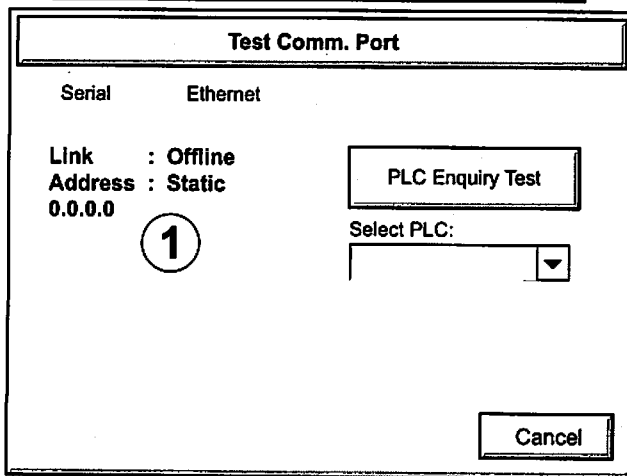 Test Comm. Port
Serial Ethernet
Link : Offline
Address : Static
0.0.0.0
1
PLC Enquiry Test
Select PLC:
Cancel